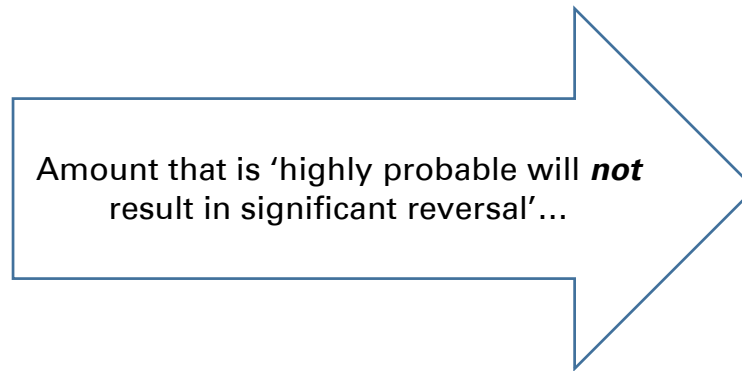 Amount that is ‘highly probable will not
result in significant reversal’…